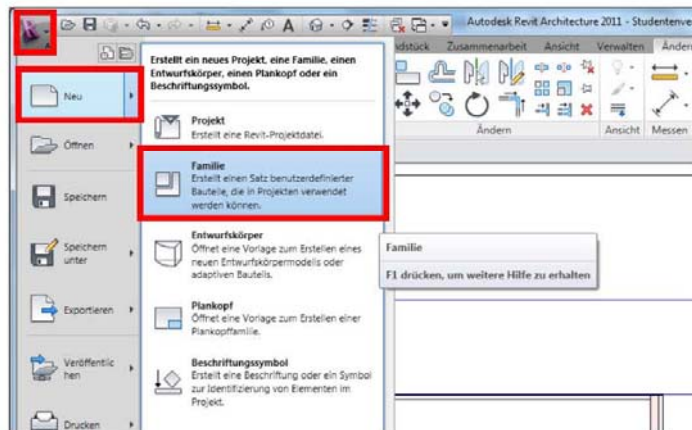 Autodesk Revit Architecture 2011 - Studentenve
ndstück Zusammenarbeit Ansicht Verwalten Änder
Erstellt ein neues Projekt, eine Familie, einen
Entwurfskörper, einen Plankopf oder ein
Beschriftungssymbol.
Neu
Projekt
Erstellt eine Revit-Projektdatei.
Ändern Ansicht Messen
Öffnen
Familie
Erstellt einen Satz benutzerdefinierter
Bauteile, die in Projekten verwendet
werden können.
Speichern
Entwurfskörper
Öffnet eine Vorlage zum Erstellen eines
neuen Entwurfskörpermodells oder
adaptiven Bauteils.
Speichern
unter
Familie
F1 drücken, um weitere Hilfe zu erhalten
Exportieren
Plankopf
Öffnet eine Vorlage zum Erstellen einer
Plankopffamilie.
Veröffentlic
hen
Beschriftungssymbol
Erstellt eine Beschriftung oder ein Symbol
zur Identifizierung von Elementen im
Projekt.
Drucken